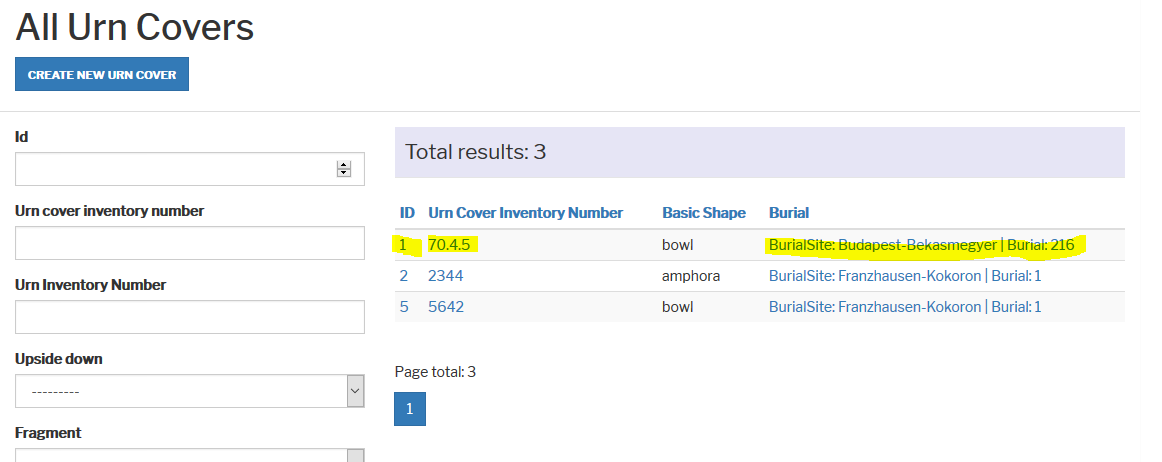 All Urn Covers
CREATE NEW URN COVER
Id
Urn cover inventory number
Urn Inventory Number
Upside down
---------
Fragment
Total results: 3
ID Urn Cover Inventory Number Basic Shape Burial
1 70.4.5 bowl BurialSite: Budapest-Bekasmegyer | Burial: 216
2 2344 amphora BurialSite: Franzhausen-Kokoron | Burial: 1
5 5642 bowl BurialSite: Franzhausen-Kokoron | Burial: 1
Page total: 3
1